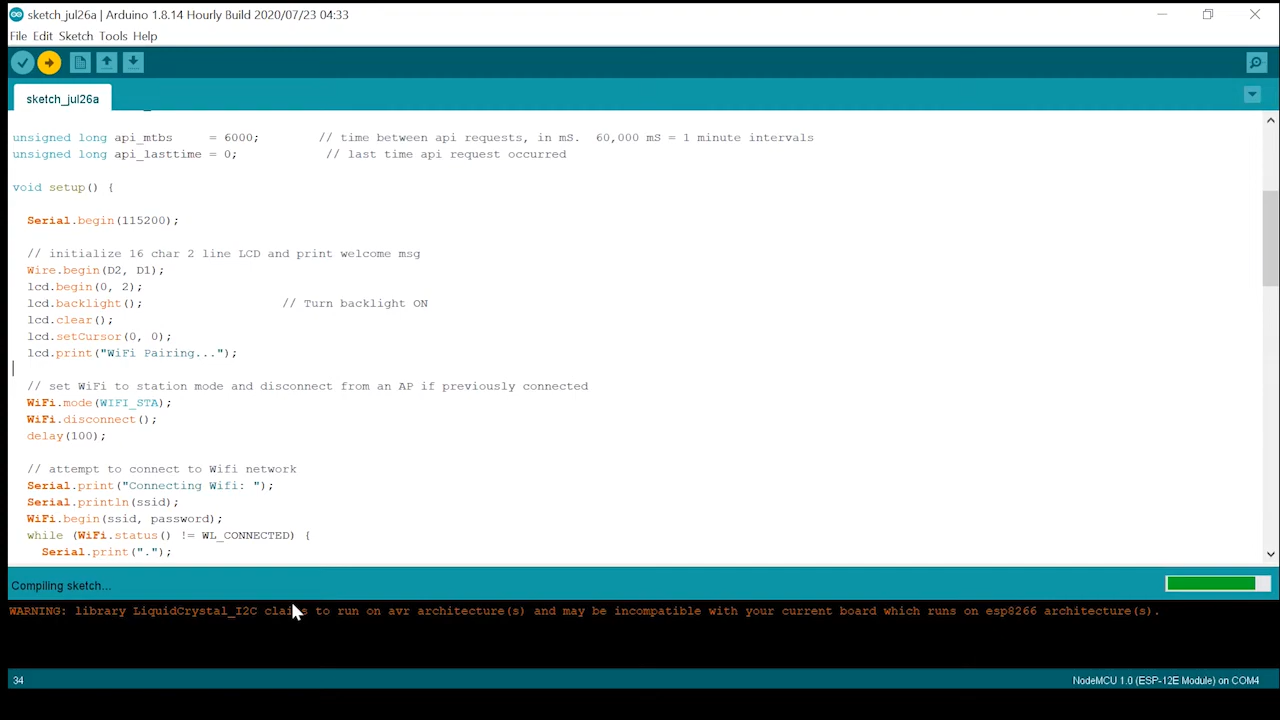 sketch_jul26a | Arduino 1.8.14 Hourly Build 2020/07/23 04:33
File Edit Sketch Tools Help
sketch_jul26a
unsigned long api_mtbs     = 6000;        // time between api requests, in mS.  60,000 mS = 1 minute intervals
unsigned long api_lasttime = 0;            // last time api request occurred
void setup() {
Serial.begin(115200);
// initialize 16 char 2 line LCD and print welcome msg
Wire.begin(D2, D1);
lcd.begin(0, 2);
lcd.backlight();                   // Turn backlight ON
lcd.clear();
lcd.setCursor(0, 0);
lcd.print("WiFi Pairing...");
// set WiFi to station mode and disconnect from an AP if previously connected
WiFi.mode(WIFI_STA);
WiFi.disconnect();
delay(100);
// attempt to connect to Wifi network
Serial.print("Connecting Wifi: ");
Serial.println(ssid);
WiFi.begin(ssid, password);
while (WiFi.status() != WL_CONNECTED) {
Serial.print(".");
Compiling sketch...
WARNING: library LiquidCrystal_I2C claims to run on avr architecture(s) and may be incompatible with your current board which runs on esp8266 architecture(s).
34
NodeMCU 1.0 (ESP-12E Module) on COM4